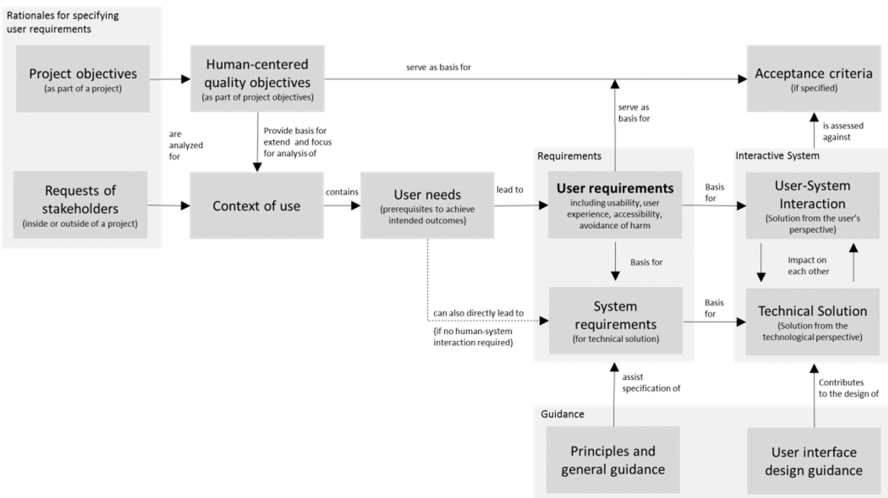 Rationales for specifying
user requirements
Project objectives
(as part of a project)
Human-centered
quality objectives
(as part of project objectives)
serve as basis for
Acceptance criteria
(if specified)
are
analyzed
for
Provide basis for
extend and focus
for analysis of
serve as
basis for
is assessed
against
Requests of
stakeholders
(inside or outside of a project)
Context of use
contains
User needs
(prerequisites to achieve
intended outcomes)
lead to
Requirements
User requirements
including usability, user
experience, accessibility,
avoidance of harm
Basis
for
Interactive System
User-System
Interaction
(Solution from the user's
perspective)
Basis for
Impact on
each other
can also directly lead to
(if no human-system
interaction required)
System
requirements
(for technical solution)
Basis
for
Technical Solution
(Solution from the
technological perspective)
assist
specification of
Contributes
to the design of
Guidance
Principles and
general guidance
User interface
design guidance